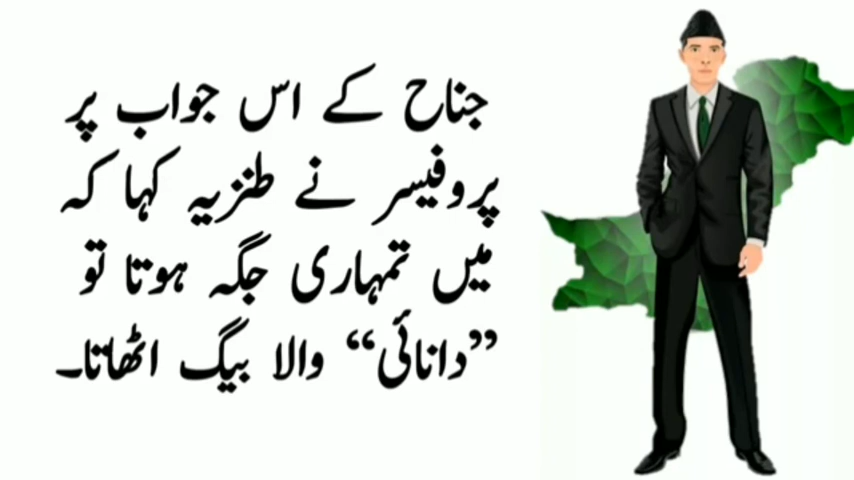 جناح کے اس جواب پر
پروفیسر نے طنزیہ کہا کہ
میں تمہاری جگہ ہوتا تو
”دانائی“ والا بیگ اٹھاتا۔